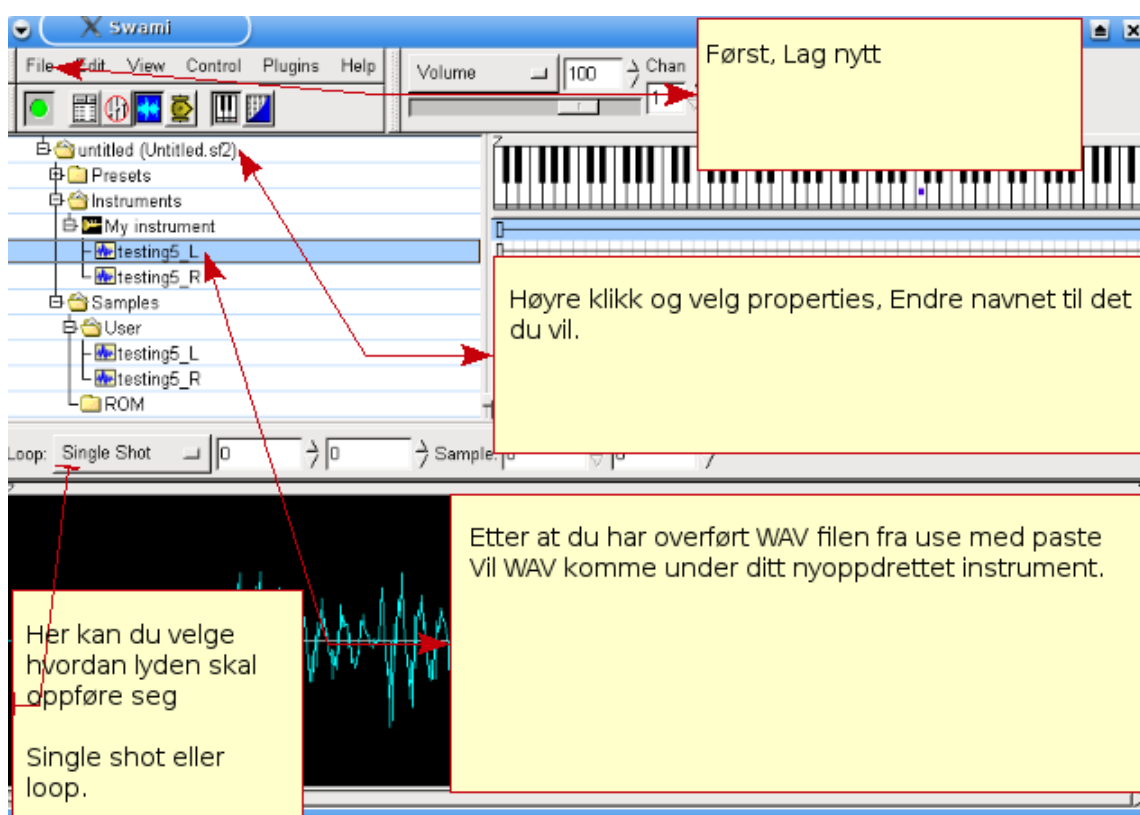 Swami
File Edit View Control Plugins Help
Volume 100 Chan
1
Først, Lag nytt
untitled (Untitled.sf2)
Presets
Instruments
My instrument
testing5_L
testing5_R
Samples
User
testing5_L
testing5_R
ROM
Høyre klikk og velg properties, Endre navnet til det
du vil.
Loop: Single Shot 0 0 Sample: 0 0
Etter at du har overført WAV filen fra use med paste
Vil WAV komme under ditt nyoppdrettet instrument.
Her kan du velge
hvordan lyden skal
oppføre seg
Single shot eller
loop.